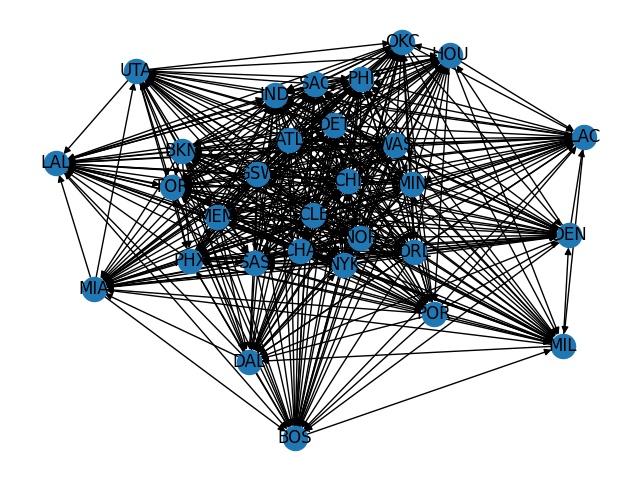 OKC
HOU
UTA
PHI
SAC
IND
DET
LAC
ATL
WAS
BKN
LAL
GSW
CHI
MIN
TOR
MEM
CLE
DEN
NOP
CHA
ORL
PHX
SAS
NYK
MIA
POR
MIL
DAL
BOS